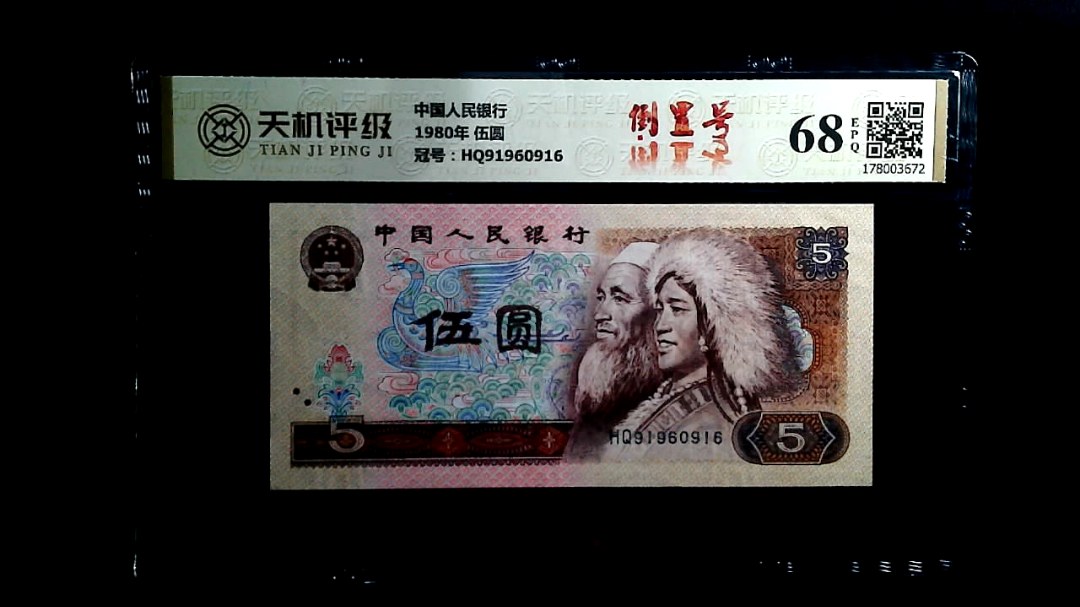 天机评级
TIAN JI PING JI
中国人民银行
1980年 伍圆
冠号：HQ91960916
倒置号
68
EPQ
178003672
中国人民银行
5
伍圆
5
HQ91960916
5